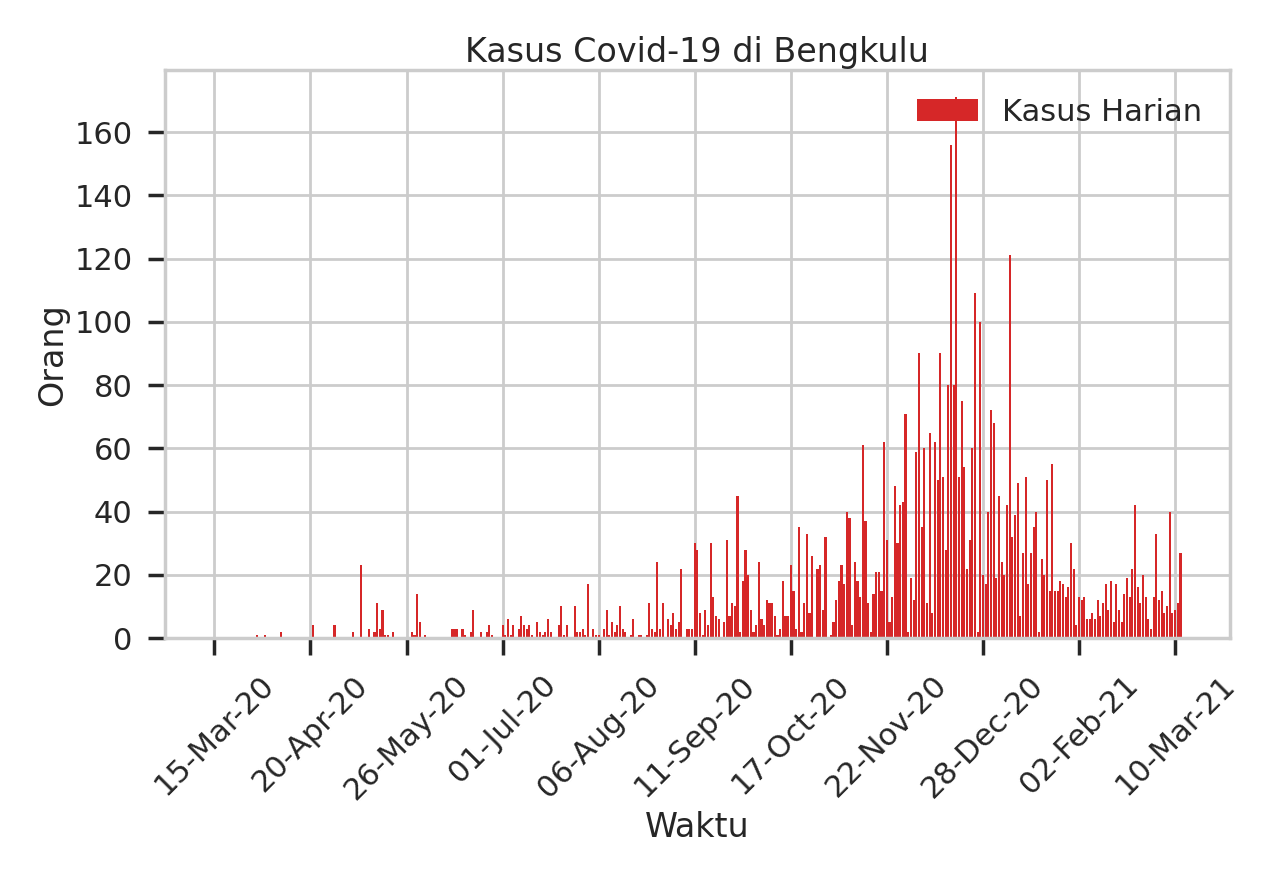 Kasus Covid-19 di Bengkulu
Kasus Harian
Orang
160
140
120
100
80
60
40
20
0
15-Mar-20
20-Apr-20
26-May-20
01-Jul-20
06-Aug-20
11-Sep-20
17-Oct-20
22-Nov-20
28-Dec-20
02-Feb-21
10-Mar-21
Waktu